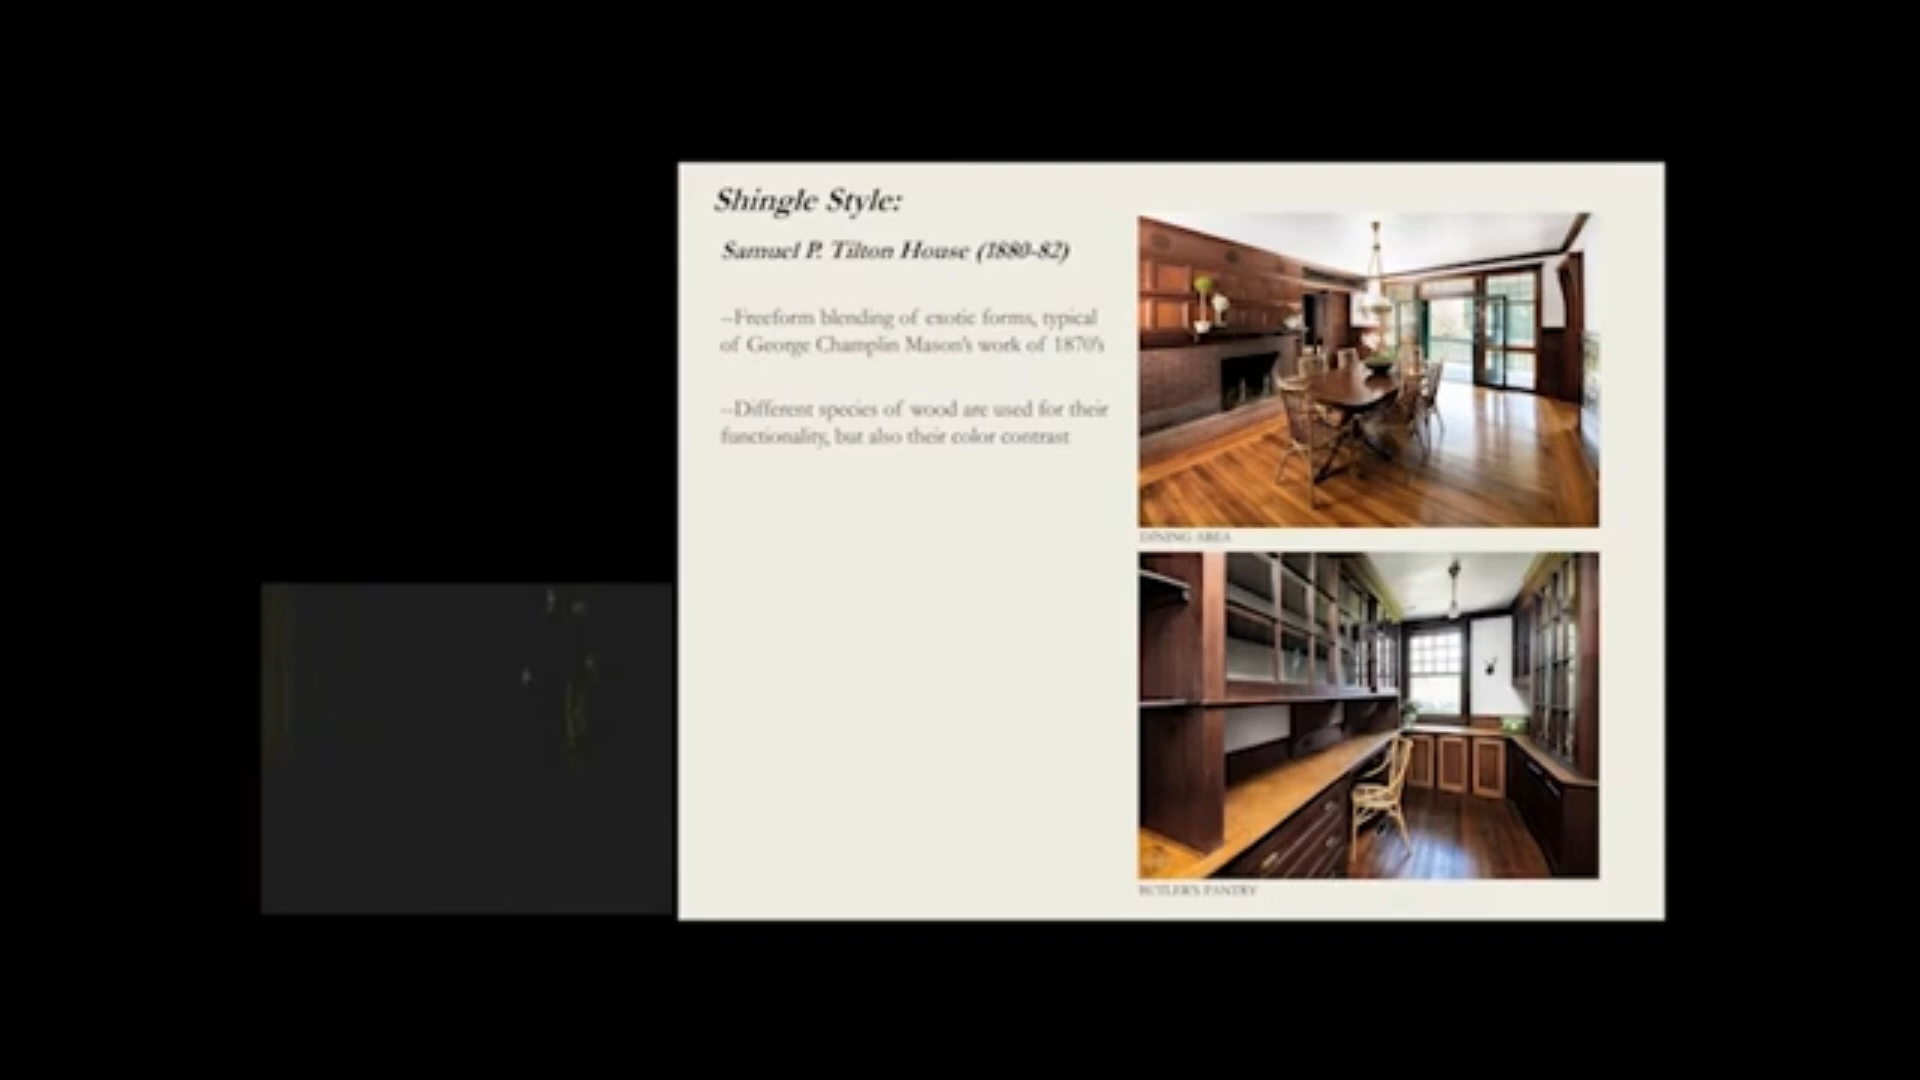 Shingle Style:
Samuel P. Tilton House (1880-82)
--Freeform blending of exotic forms, typical
of George Champlin Mason's work of 1870's
--Different species of wood are used for their
functionality, but also their color contrast
DINING AREA
BUTLER'S PANTRY